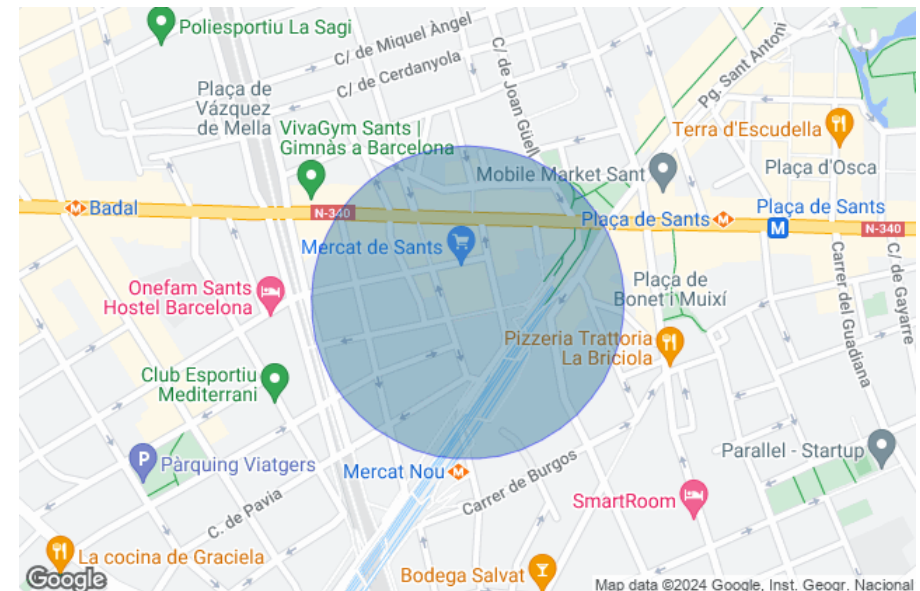 Poliesportiu La Sagi
C/ de Miquel Àngel
C/ de Cerdanyola
C/ de Joan Güell
Pg. Sant Antoni
Plaça de
Vázquez
de Mella
VivaGym Sants |
Gimnàs a Barcelona
Terra d'Escudella
Plaça d'Osca
Mobile Market Sant
Badal
N-340
Plaça de Sants
Plaça de Sants
M
N-340
Mercat de Sants
Onefam Sants
Hostel Barcelona
Plaça de
Bonet i Muixí
Carrer del Guadiana
C/ de Gayarre
Pizzeria Trattoria
La Briciola
Club Esportiu
Mediterrani
P
Pàrquing Viatgers
Mercat Nou
Carrer de Burgos
Parallel - Startup
SmartRoom
C. de Pavia
La cocina de Graciela
Bodega Salvat
Google
Map data ©2024 Google, Inst. Geogr. Nacional